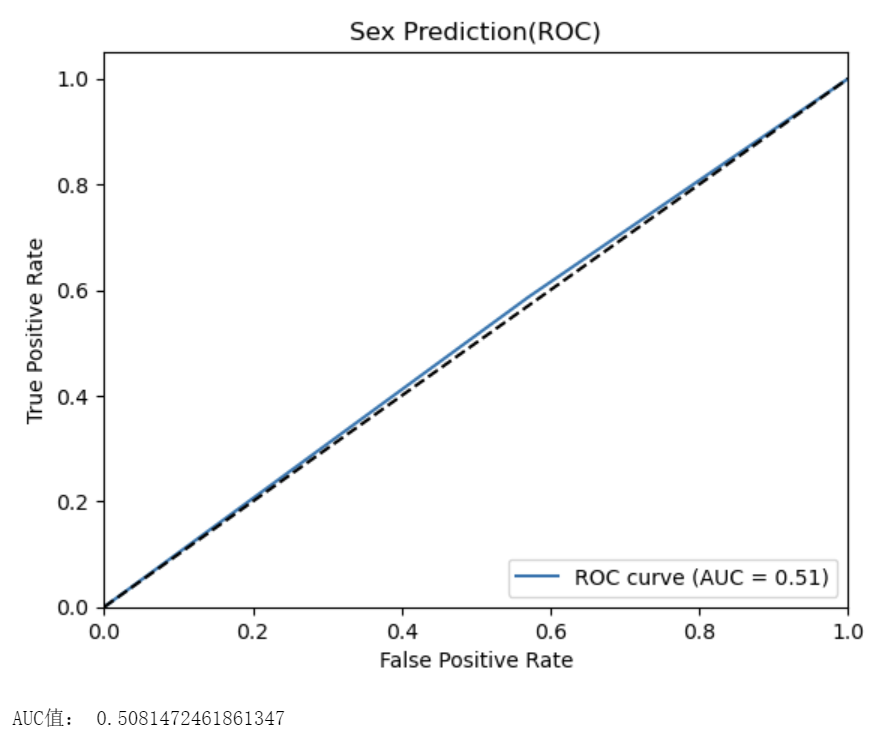 Sex Prediction(ROC)
1.0
0.8
0.6
0.4
0.2
0.0
True Positive Rate
ROC curve (AUC = 0.51)
0.0 0.2 0.4 0.6 0.8 1.0
False Positive Rate
AUC值： 0.5081472461861347